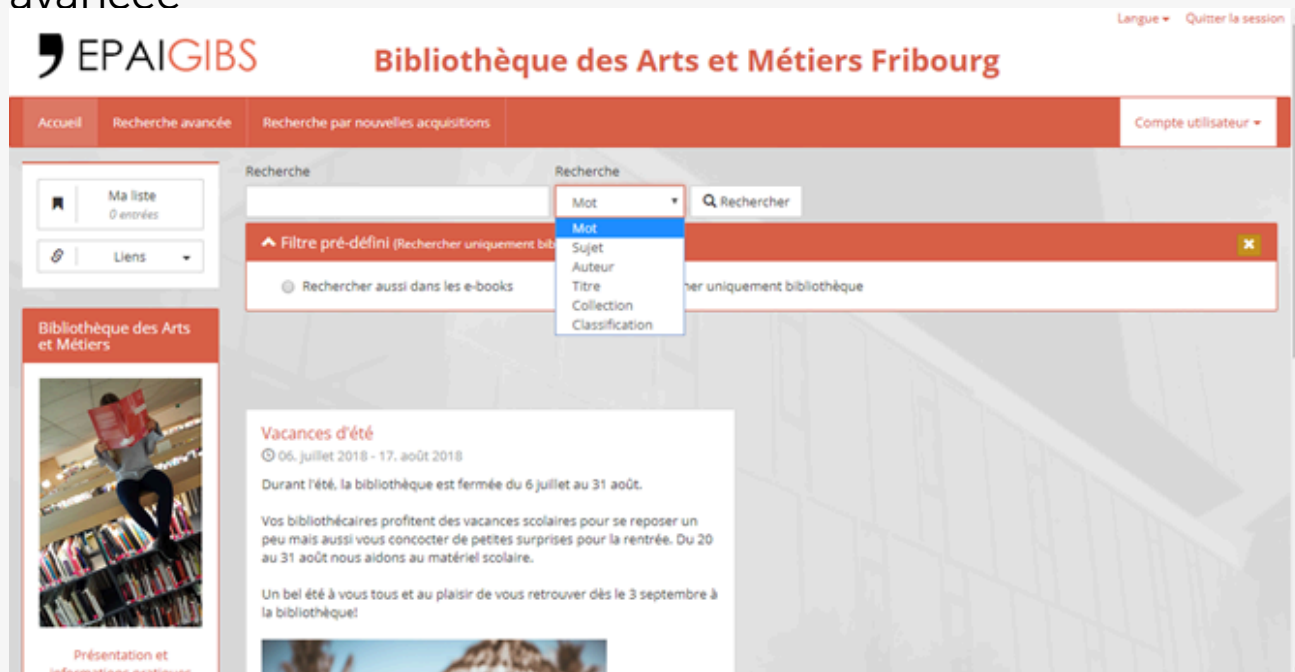 avancée
Langue Quitter la session
EPAIGIBS
Bibliothèque des Arts et Métiers Fribourg
Accueil Recherche avancée Recherche par nouvelles acquisitions Compte utilisateur
Recherche Recherche
Ma liste
0 entrées
Mot Rechercher
Liens
Mot
Sujet
Auteur
Titre
Collection
Classification
Filtre pré-défini (Rechercher uniquement bib
Rechercher aussi dans les e-books her uniquement bibliothèque
Bibliothèque des Arts
et Métiers
Vacances d'été
06. juillet 2018 - 17. août 2018
Durant l'été, la bibliothèque est fermée du 6 juillet au 31 août.
Vos bibliothécaires profitent des vacances scolaires pour se reposer un
peu mais aussi vous concocter de petites surprises pour la rentrée. Du 20
au 31 août nous aidons au matériel scolaire.
Un bel été à vous tous et au plaisir de vous retrouver dès le 3 septembre à
la bibliothèque!
Présentation et
informations pratiques